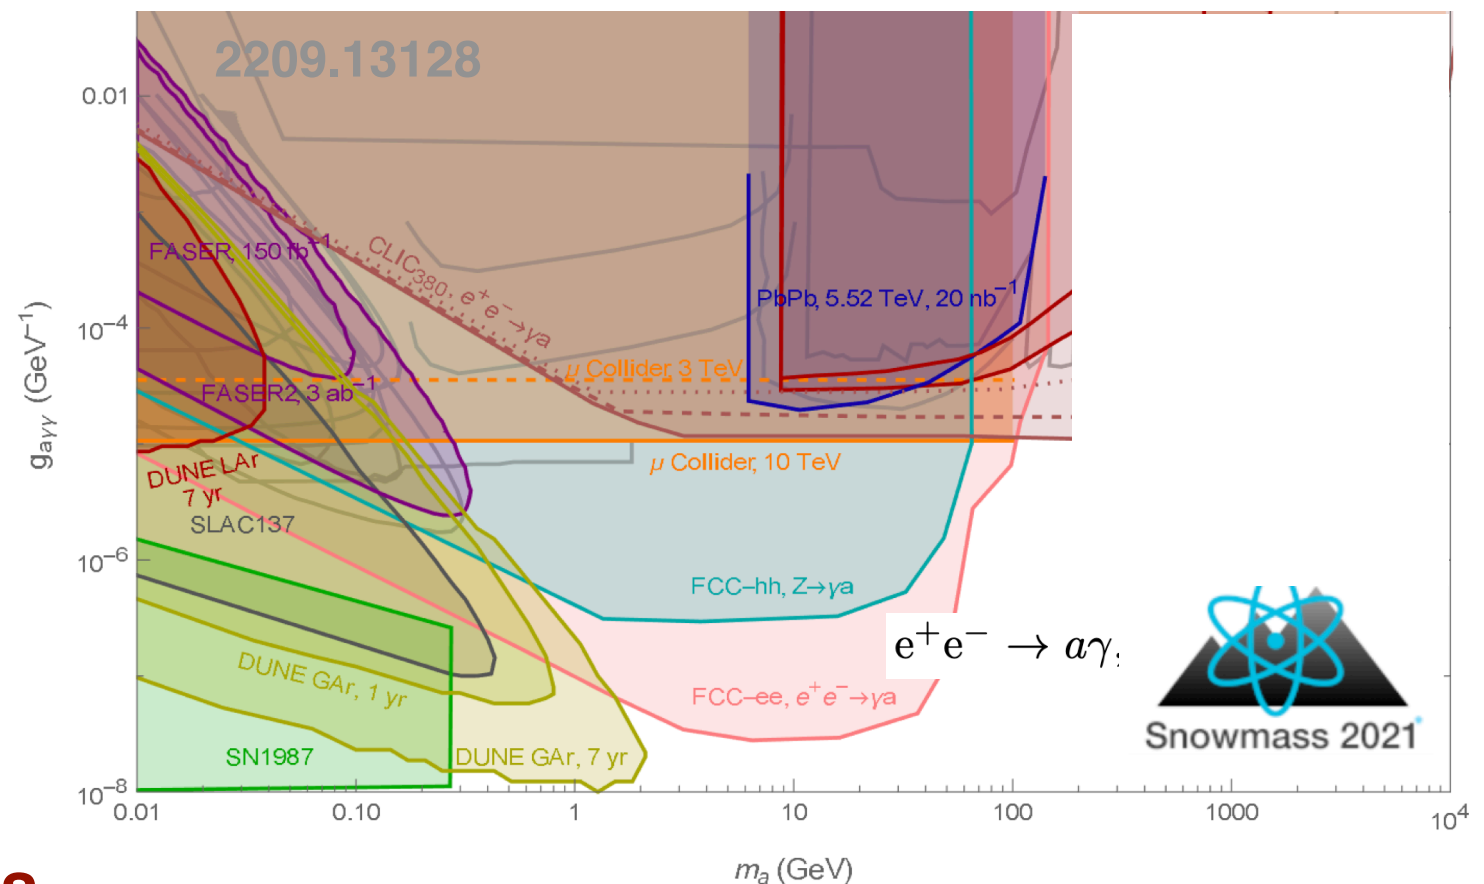 2209.13128
0.01
10⁻⁴
10⁻⁶
10⁻⁸
gaγγ (GeV⁻¹)
FASER, 150 fb⁻¹
CLIC₃₈₀, e⁺e⁻→γa
PbPb, 5.52 TeV, 20 nb⁻¹
μ Collider, 3 TeV
FASER2, 3 ab⁻¹
μ Collider, 10 TeV
DUNE LAr
7 yr
SLAC137
FCC–hh, Z→γa
e⁺e⁻ → aγ,
DUNE GAr, 1 yr
FCC–ee, e⁺e⁻→γa
Snowmass 2021
SN1987
DUNE GAr, 7 yr
0.01 0.10 1 10 100 1000 10⁴
mₐ (GeV)